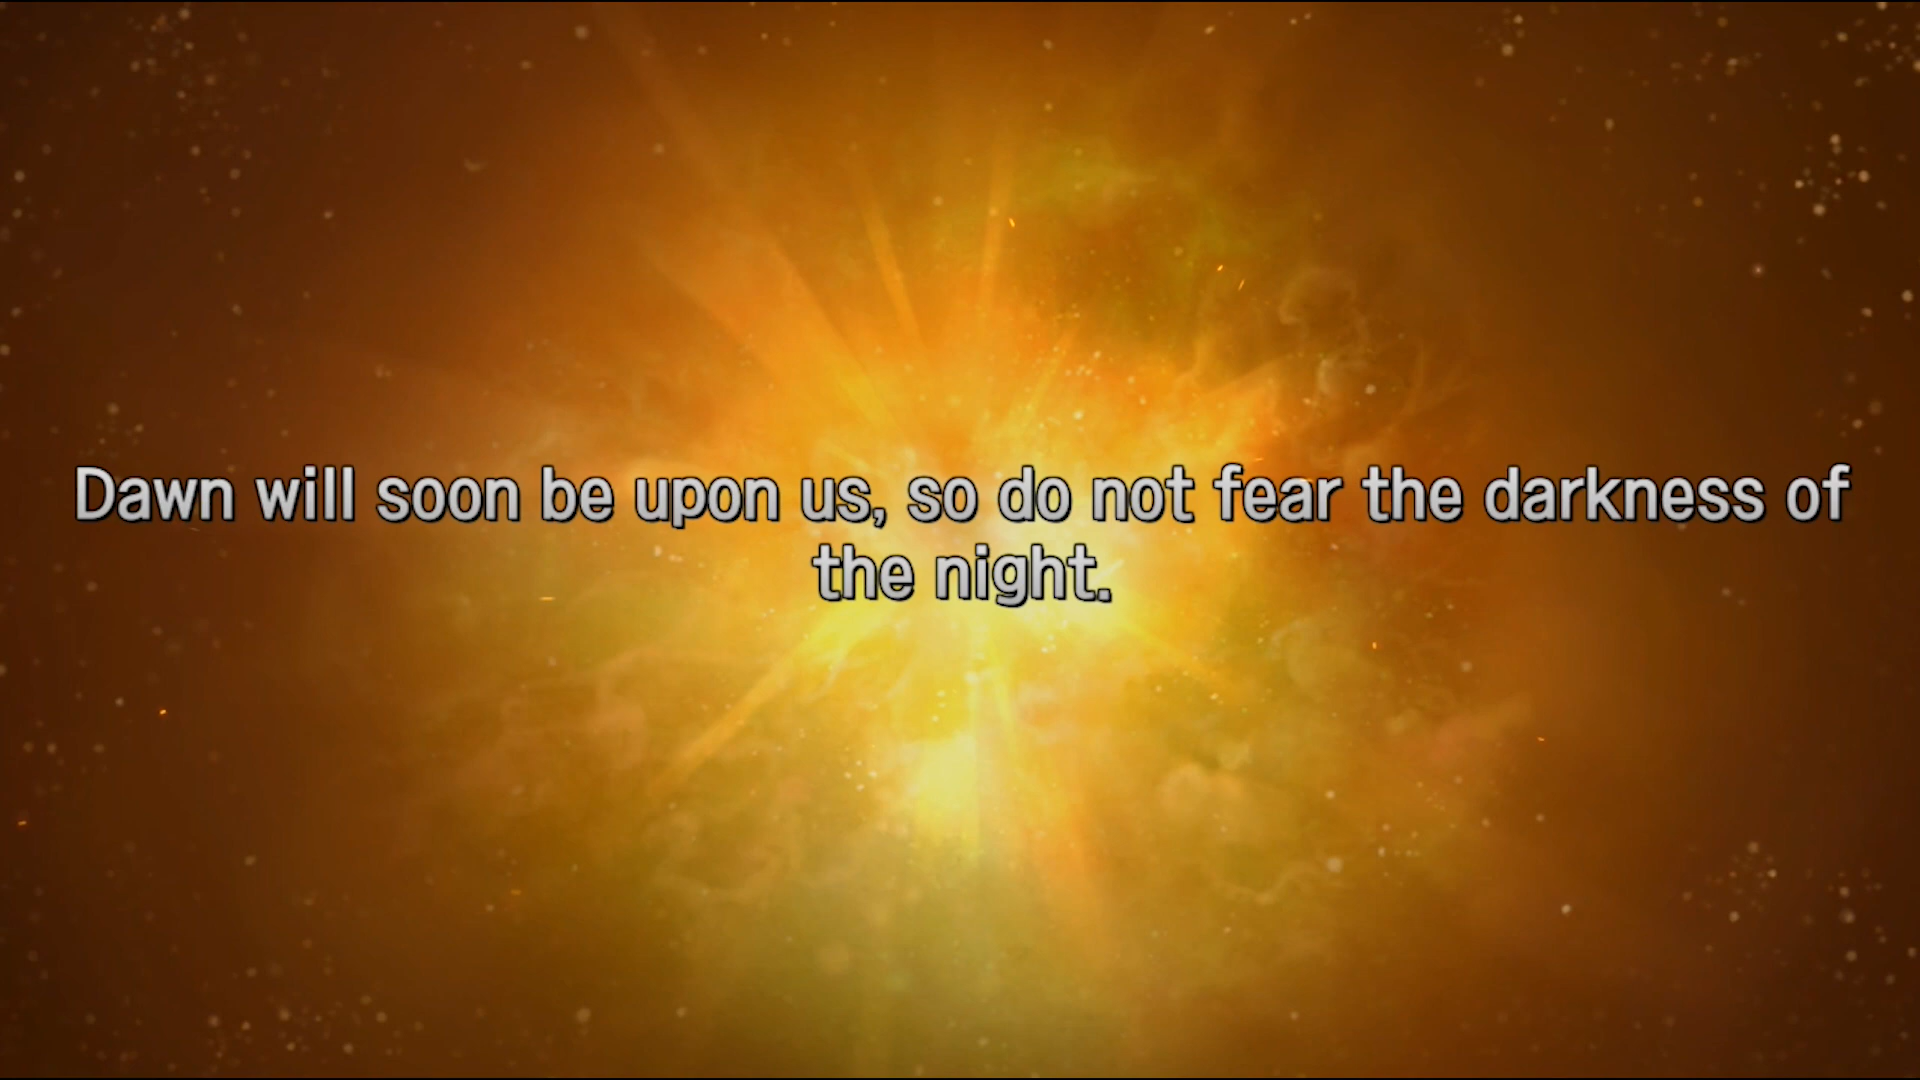 Dawn will soon be upon us, so do not fear the darkness of
the night.